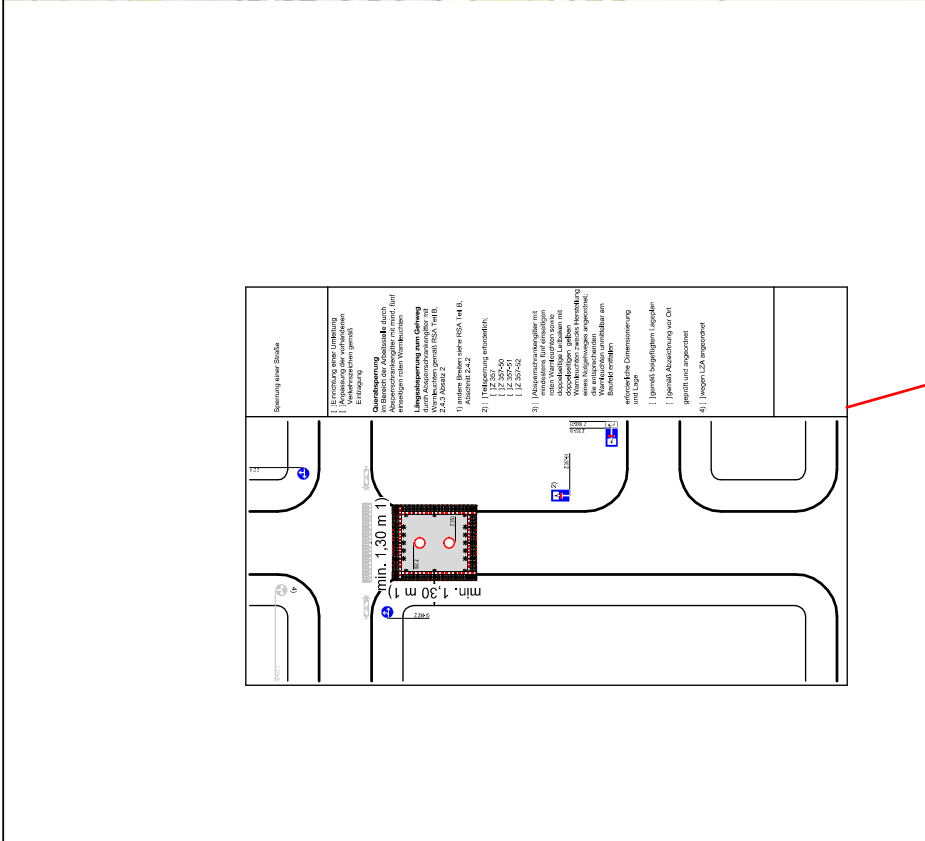 Sperrung einer Straße
[ ] Einrichtung einer Umleitung
[ ] Anpassung der vorhandenen
Verkehrszeichen gemäß
Eintragung
Querabsperrung
im Bereich der Arbeitsstelle durch
Absperrschrankengitter mit mind. fünf
einseitigen roten Warnleuchten
Längsabsperrung zum Gehweg
durch Absperrschrankengitter mit
Warnleuchten gemäß RSA Teil B,
2.4.3 Absatz 2
1) andere Breiten siehe RSA Teil B,
Abschnitt 2.4.2
2) [ ] Teilsperrung erforderlich;
[ ] Z 357
[ ] Z 357-50
[ ] Z 357-51
[ ] Z 357-52
3) [ ] Absperrschrankengitter mit
mindestens fünf einseitigen
roten Warnleuchten sowie
doppelseitige Leitbaken mit
doppelseitigen gelben
Warnleuchten zwecks Herstellung
eines Notgehweges angeordnet;
die entsprechenden
Warnleuchten unmittelbar am
Baufeld entfallen
erforderliche Dimensionierung
und Lage
[ ] gemäß beigefügtem Lageplan
[ ] gemäß Abzeichnung vor Ort
geprüft und angeordnet
4) [ ] wegen LZA angeordnet
min. 1,30 m 1)
min. 1,30 m 1)
2)
4)